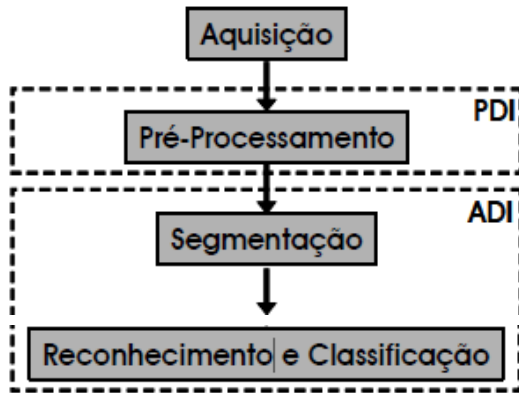 Aquisição
PDI
Pré-Processamento
ADI
Segmentação
Reconhecimento e Classificação